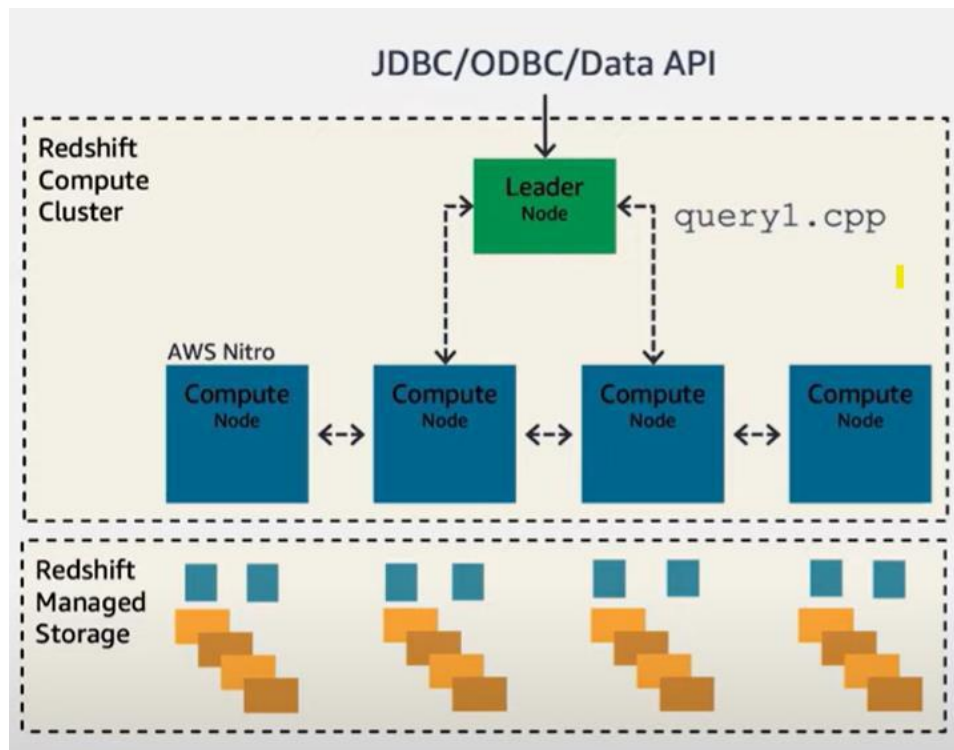 JDBC/ODBC/Data API
Redshift
Compute
Cluster
Leader
Node
query1.cpp
AWS Nitro
Compute
Node
Compute
Node
Compute
Node
Compute
Node
Redshift
Managed
Storage